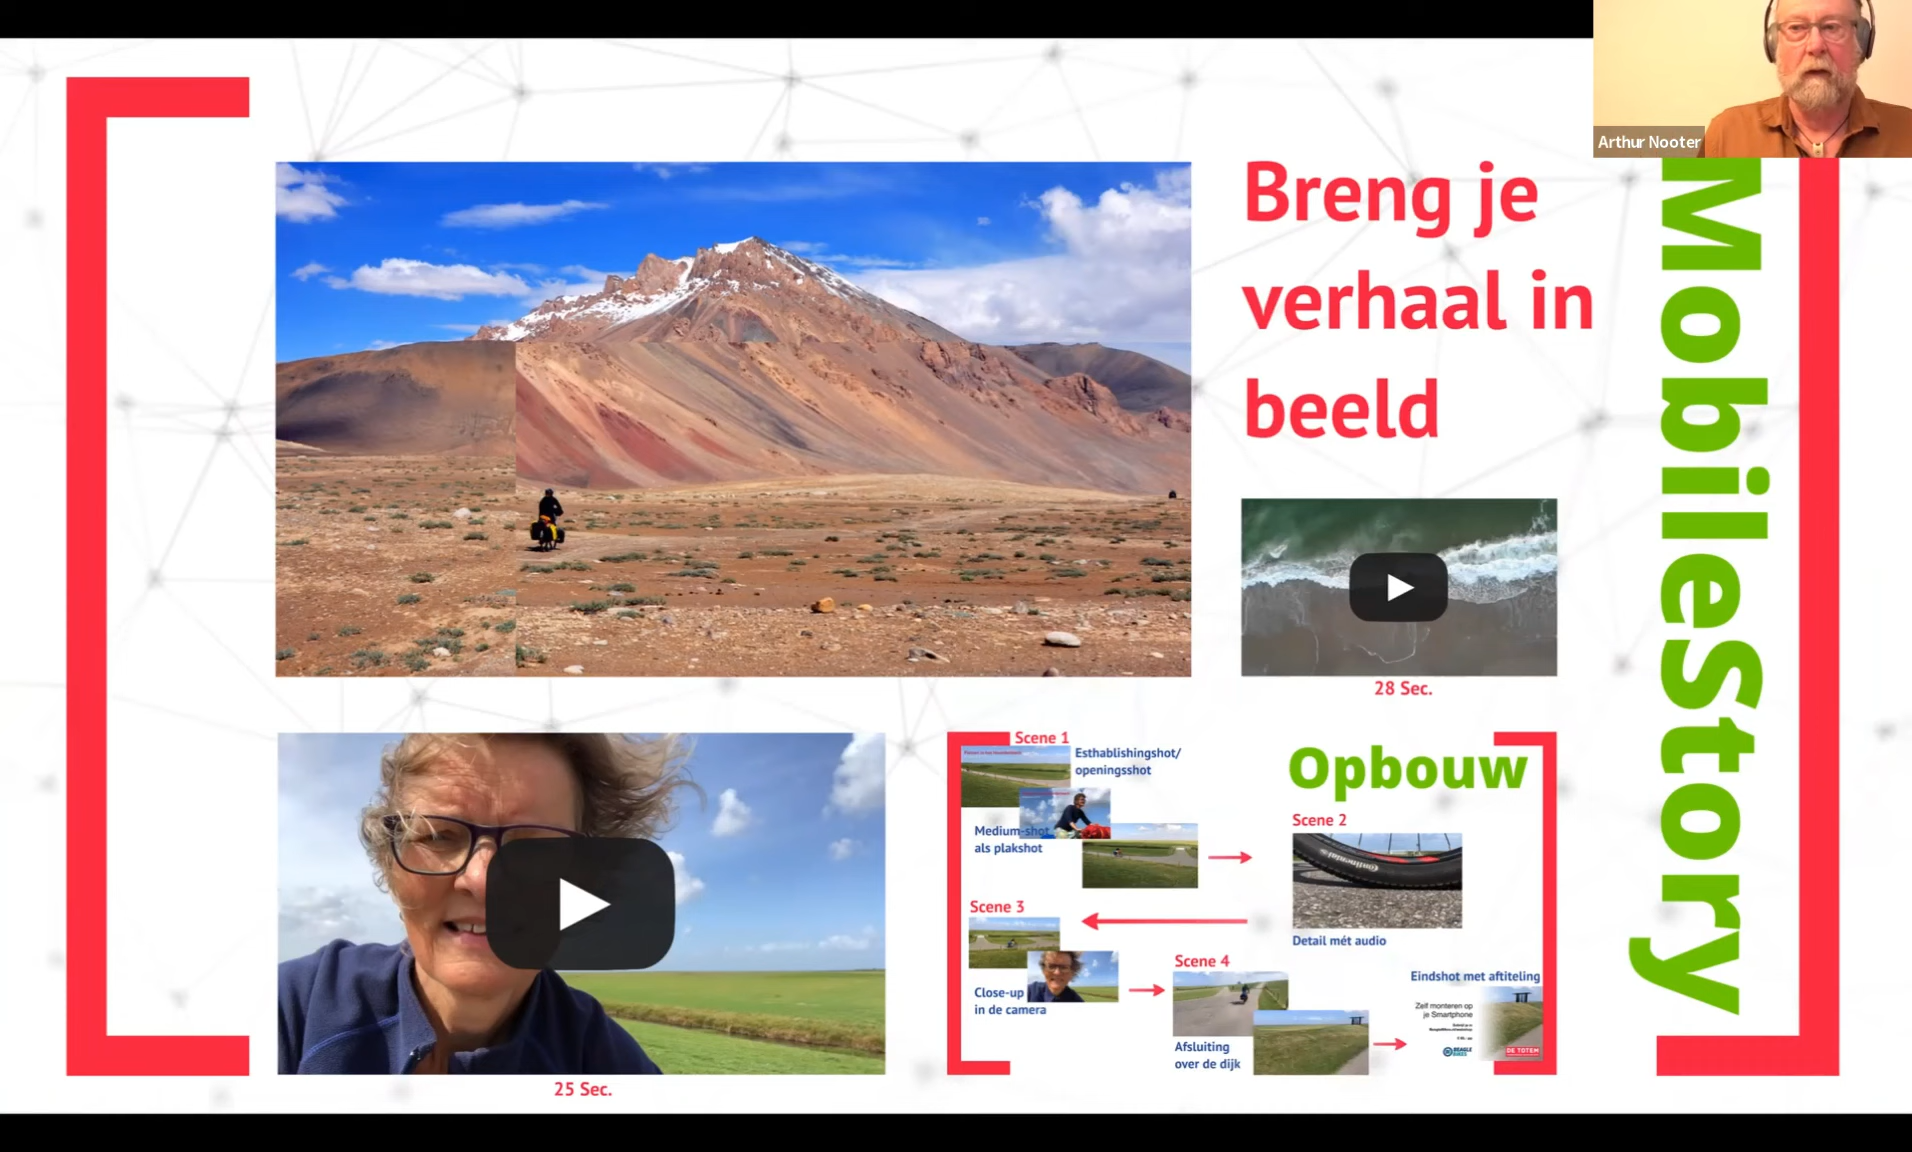 Arthur Nooter
Breng je
verhaal in
beeld
MobileStory
28 Sec.
25 Sec.
Opbouw
Scene 1
Esthablishingshot/
openingsshot
Medium-shot
als plakshot
Scene 2
Continental
Detail mét audio
Scene 3
Close-up
in de camera
Scene 4
Afsluiting
over de dijk
Eindshot met aftiteling
Zelf monteren op
je Smartphone
BEAGLE
DE TOTEM